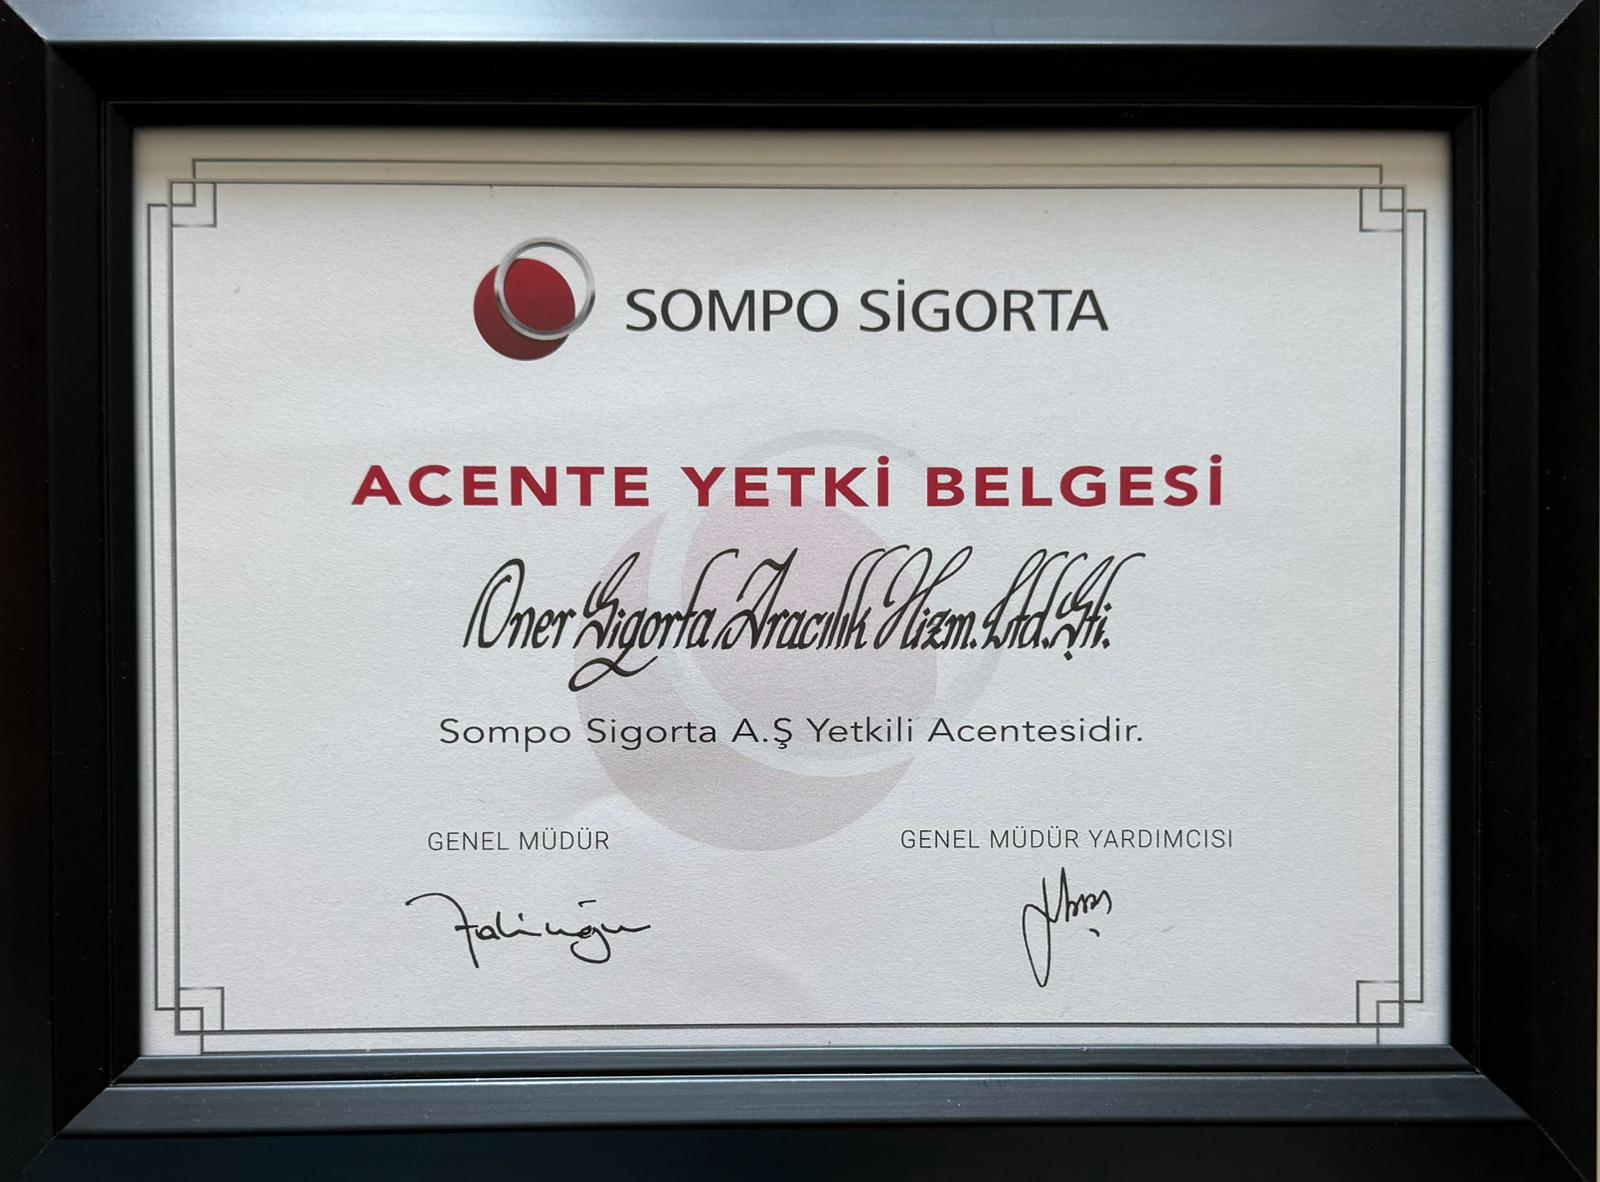 SOMPO SİGORTA
ACENTE YETKİ BELGESİ
Oner Sigorta Aracılık Hizm. Ltd. Şti.
Sompo Sigorta A.Ş Yetkili Acentesidir.
GENEL MÜDÜR
GENEL MÜDÜR YARDIMCISI